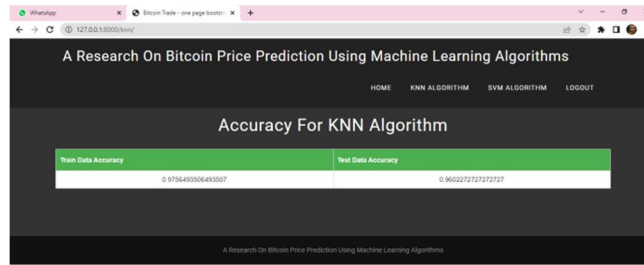 WhatsApp
Bitcoin Trade - one page bootstr
127.0.0.1:8000/knn/
A Research On Bitcoin Price Prediction Using Machine Learning Algorithms
HOME KNN ALGORITHM SVM ALGORITHM LOGOUT
Accuracy For KNN Algorithm
Train Data Accuracy Test Data Accuracy
0.9756493506493507 0.9602272727272727
A Research On Bitcoin Price Prediction Using Machine Learning Algorithms